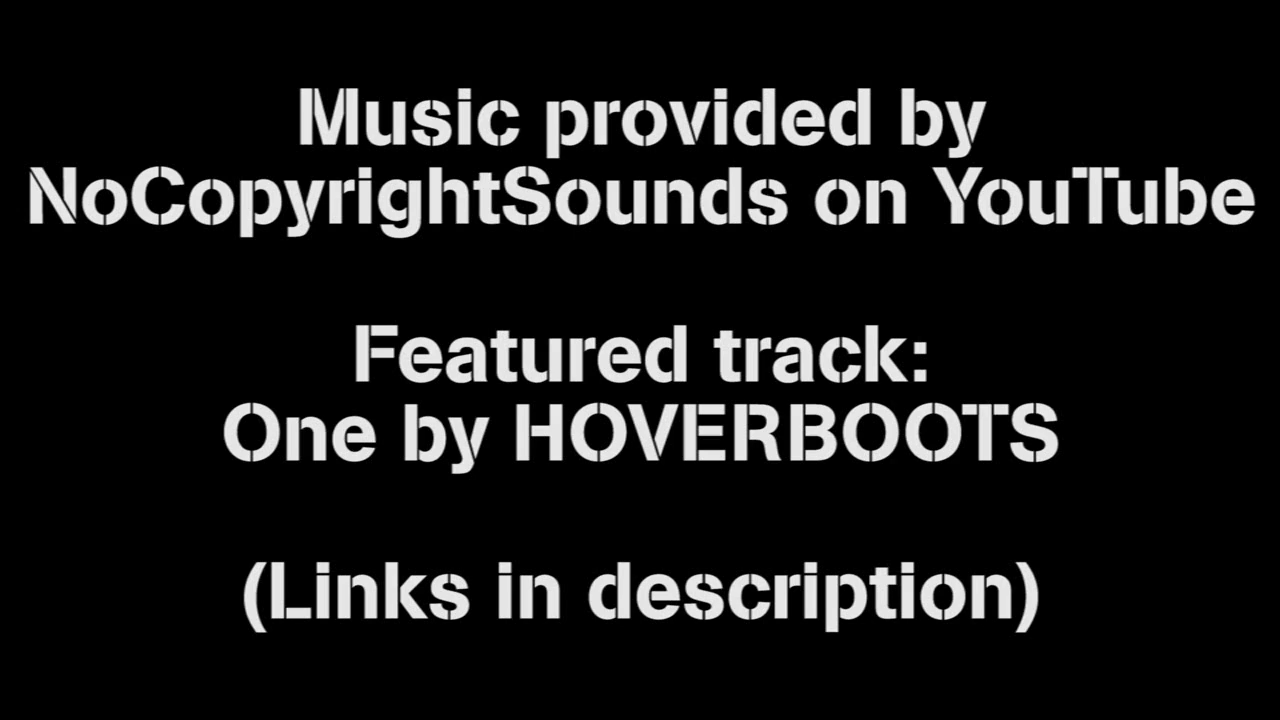 Music provided by
NoCopyrightSounds on YouTube
Featured track:
One by HOVERBOOTS
(Links in description)